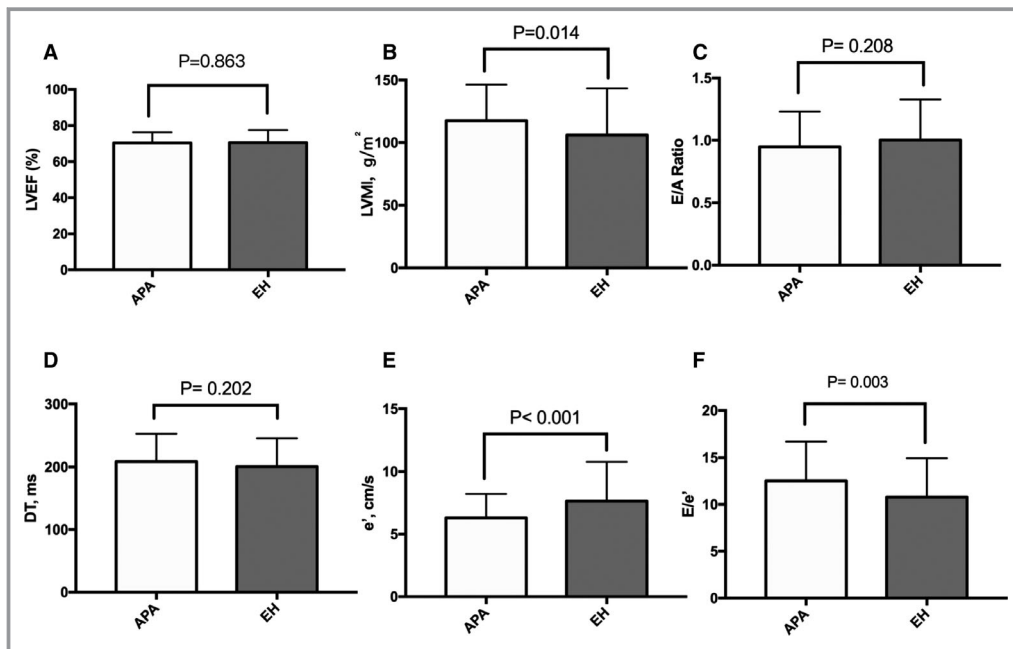 A
P=0.863
LVEF (%)
100
80
60
40
20
0
APA
EH
B
P=0.014
LVMI, g/m²
150
100
50
0
APA
EH
C
P= 0.208
E/A Ratio
1.5
1.0
0.5
0.0
APA
EH
D
P= 0.202
DT, ms
300
200
100
0
APA
EH
E
P< 0.001
e', cm/s
15
10
5
0
APA
EH
F
P= 0.003
E/e'
20
15
10
5
0
APA
EH